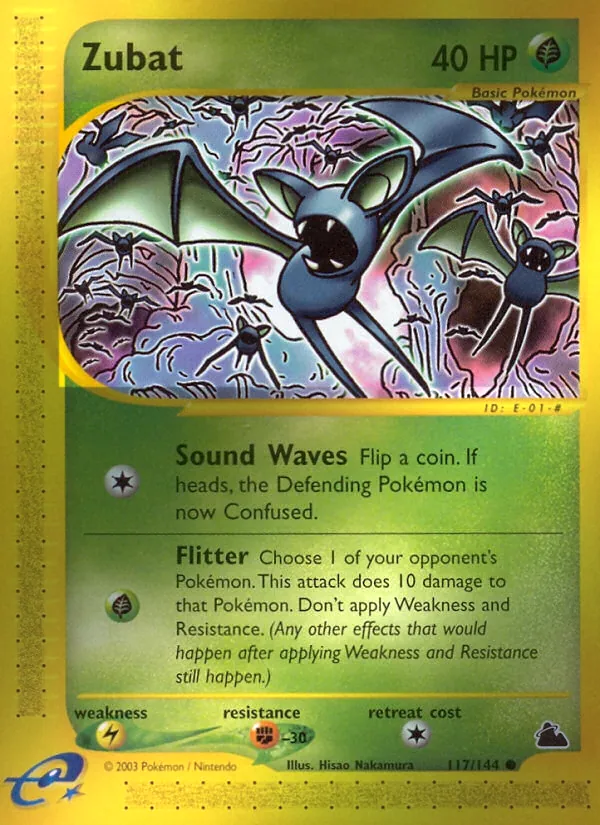 Zubat 40 HP
Basic Pokémon
ID: E-01-#
Sound Waves Flip a coin. If
heads, the Defending Pokémon is
now Confused.
Flitter Choose 1 of your opponent's
Pokémon. This attack does 10 damage to
that Pokémon. Don't apply Weakness and
Resistance. (Any other effects that would
happen after applying Weakness and Resistance
still happen.)
weakness resistance retreat cost
-30
© 2003 Pokémon / Nintendo Illus. Hisao Nakamura 117/144
e